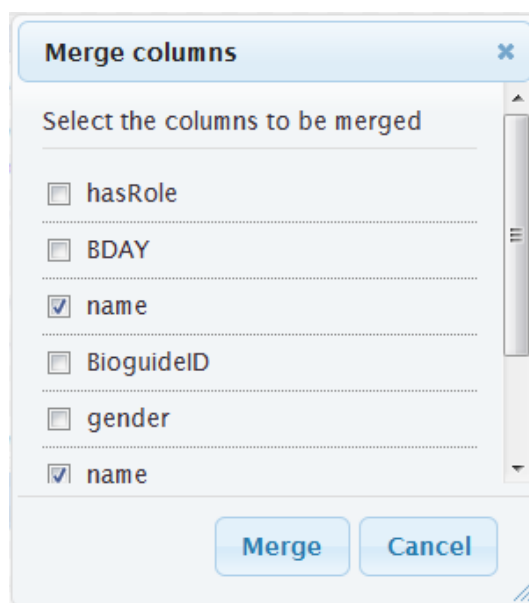 Merge columns
Select the columns to be merged
hasRole
BDAY
name
BioguideID
gender
name
Merge
Cancel